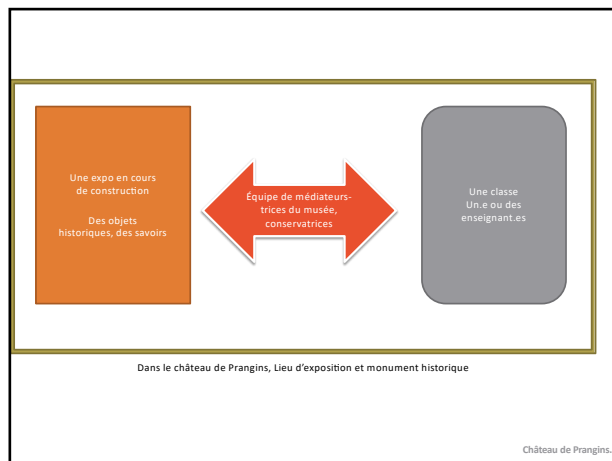 Une expo en cours
de construction
Des objets
historiques, des savoirs
Équipe de médiateurs-
trices du musée,
conservatrices
Une classe
Un.e ou des
enseignant.es
Dans le château de Prangins, Lieu d'exposition et monument historique
Château de Prangins.